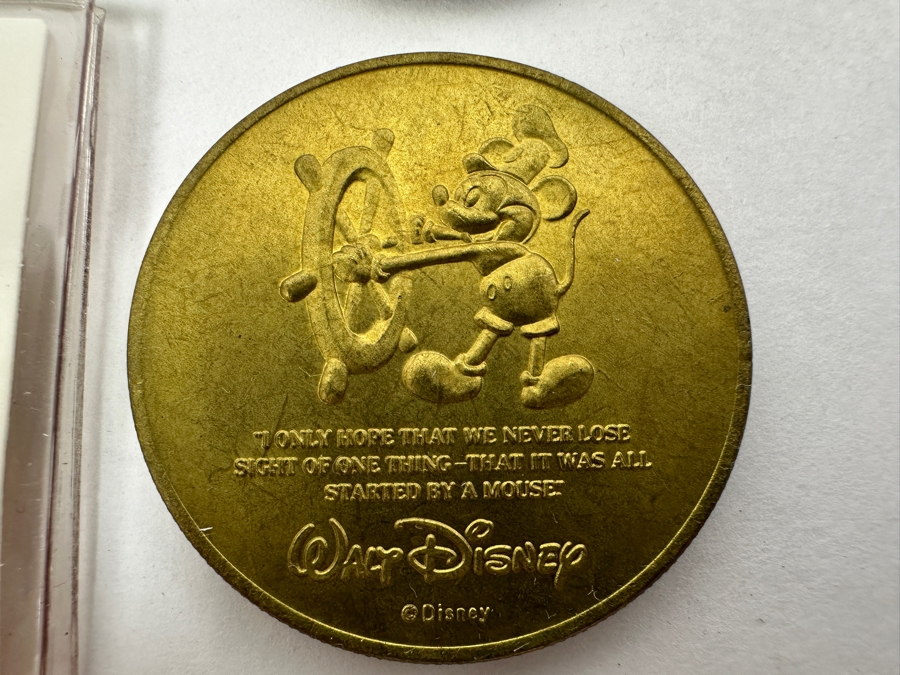 "I ONLY HOPE THAT WE NEVER LOSE
SIGHT OF ONE THING–THAT IT WAS ALL
STARTED BY A MOUSE."
WALT DISNEY
©Disney